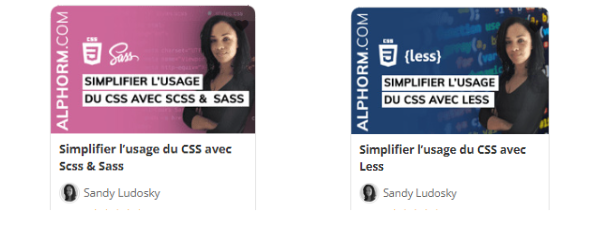 ALPHORM.COM
CSS
3
Sass
SIMPLIFIER L'USAGE
DU CSS AVEC SCSS & SASS
Simplifier l'usage du CSS avec
Scss & Sass
Sandy Ludosky
ALPHORM.COM
CSS
3
{less}
SIMPLIFIER L'USAGE
DU CSS AVEC LESS
Simplifier l'usage du CSS avec
Less
Sandy Ludosky